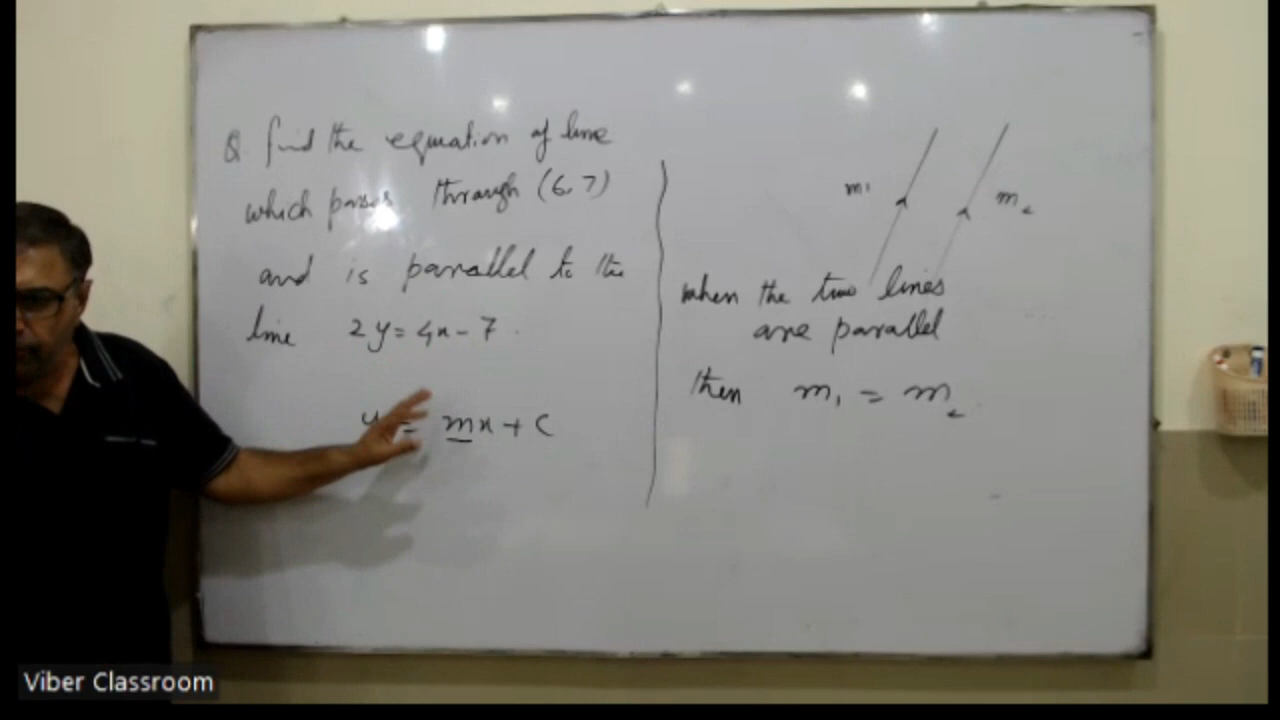 Q. find the equation of line
which passes through (6,7)
and is parallel to the
line 2y = 4x - 7.
y = mx + c
m1
m2
when the two lines
are parallel
then m1 = m2
Viber Classroom